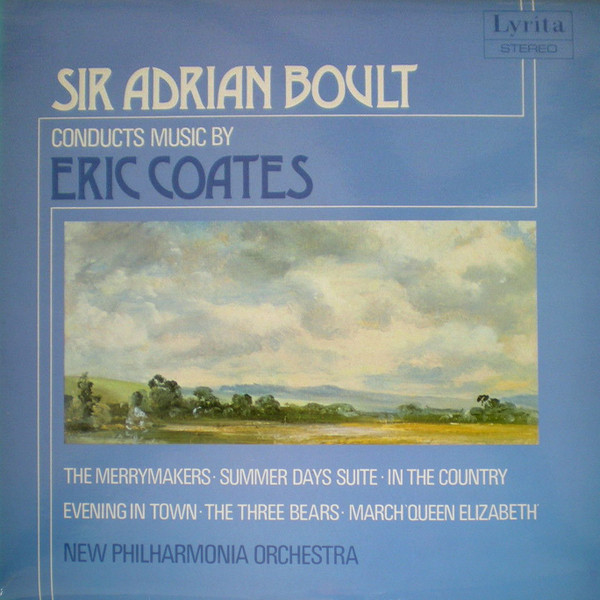 Lyrita
STEREO
SIR ADRIAN BOULT
CONDUCTS MUSIC BY
ERIC COATES
THE MERRYMAKERS · SUMMER DAYS SUITE · IN THE COUNTRY
EVENING IN TOWN · THE THREE BEARS · MARCH 'QUEEN ELIZABETH'
NEW PHILHARMONIA ORCHESTRA